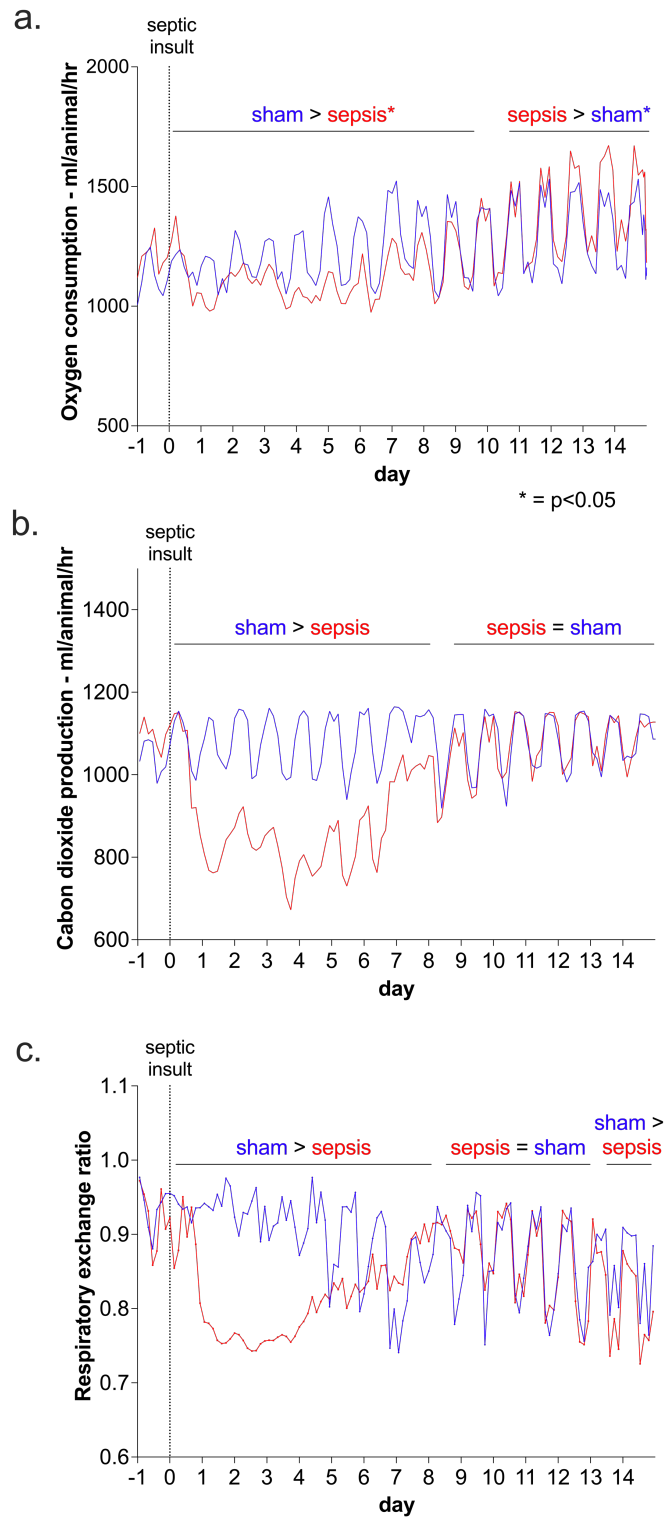 a.
septic
insult
2000
1500
1000
500
Oxygen consumption - ml/animal/hr
sham > sepsis*
sepsis > sham*
-1 0 1 2 3 4 5 6 7 8 9 10 11 12 13 14
day
* = p<0.05
b.
septic
insult
1400
1200
1000
800
600
Cabon dioxide production - ml/animal/hr
sham > sepsis
sepsis = sham
-1 0 1 2 3 4 5 6 7 8 9 10 11 12 13 14
day
c.
septic
insult
1.1
1.0
0.9
0.8
0.7
0.6
Respiratory exchange ratio
sham > sepsis
sepsis = sham
sham >
sepsis
-1 0 1 2 3 4 5 6 7 8 9 10 11 12 13 14
day